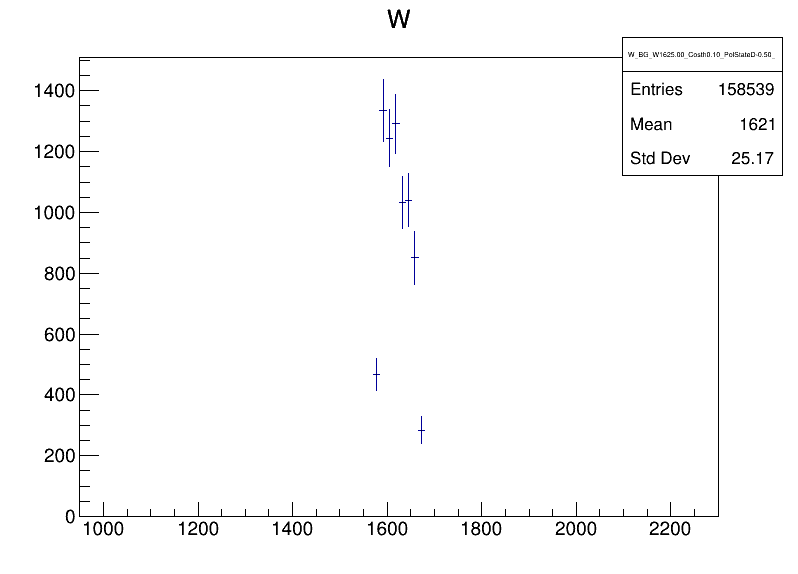 W
W_BG_W1625.00_Costh0.10_PolStateD-0.50_
Entries 158539
Mean 1621
Std Dev 25.17
1400
1200
1000
800
600
400
200
0
1000 1200 1400 1600 1800 2000 2200